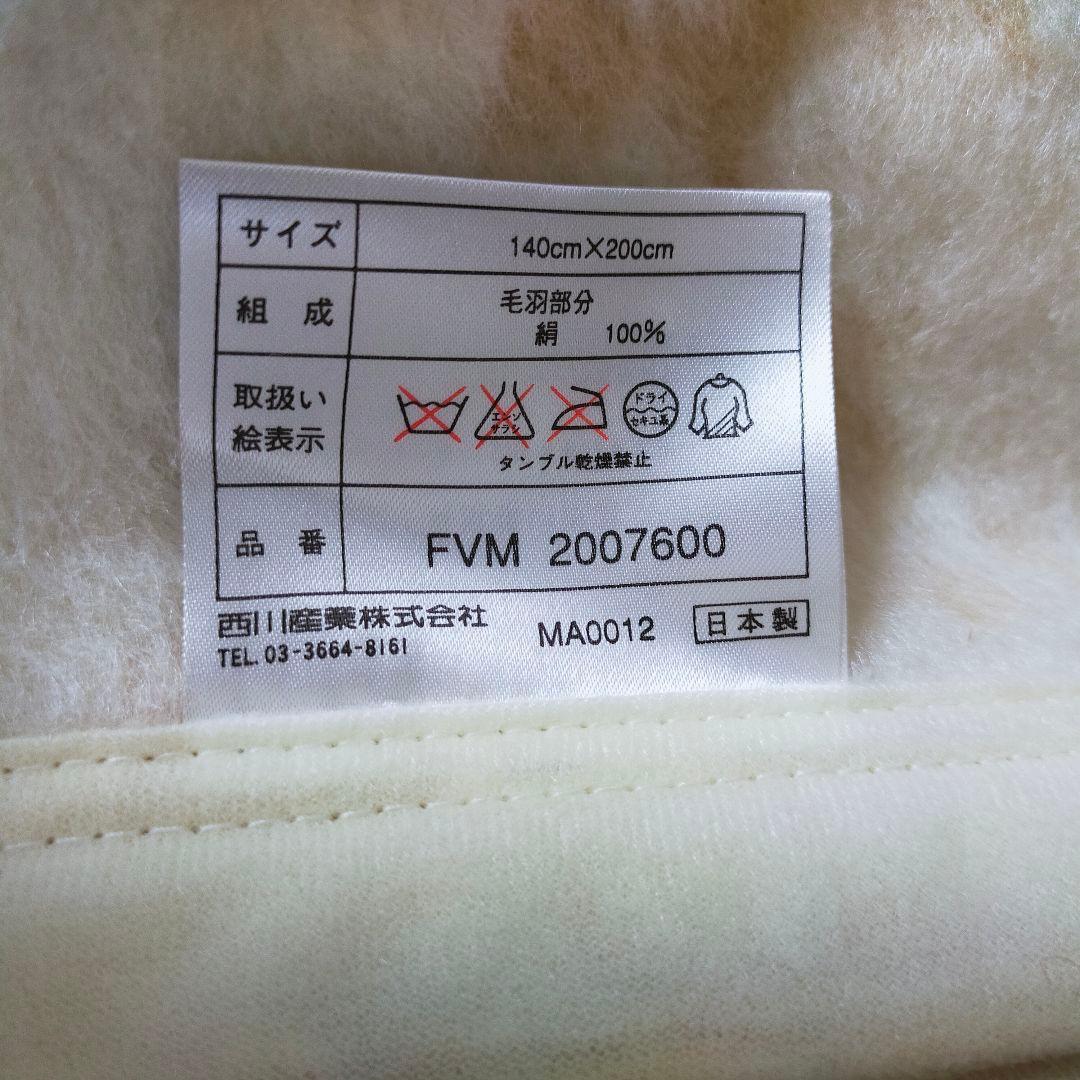 サイズ 140cm×200cm
組成 毛羽部分
絹 100%
取扱い
絵表示
エンソ
サラシ
ドライ
セキユ系
タンブル乾燥禁止
品番 FVM 2007600
西川産業株式会社 MA0012 日本製
TEL. 03-3664-8161